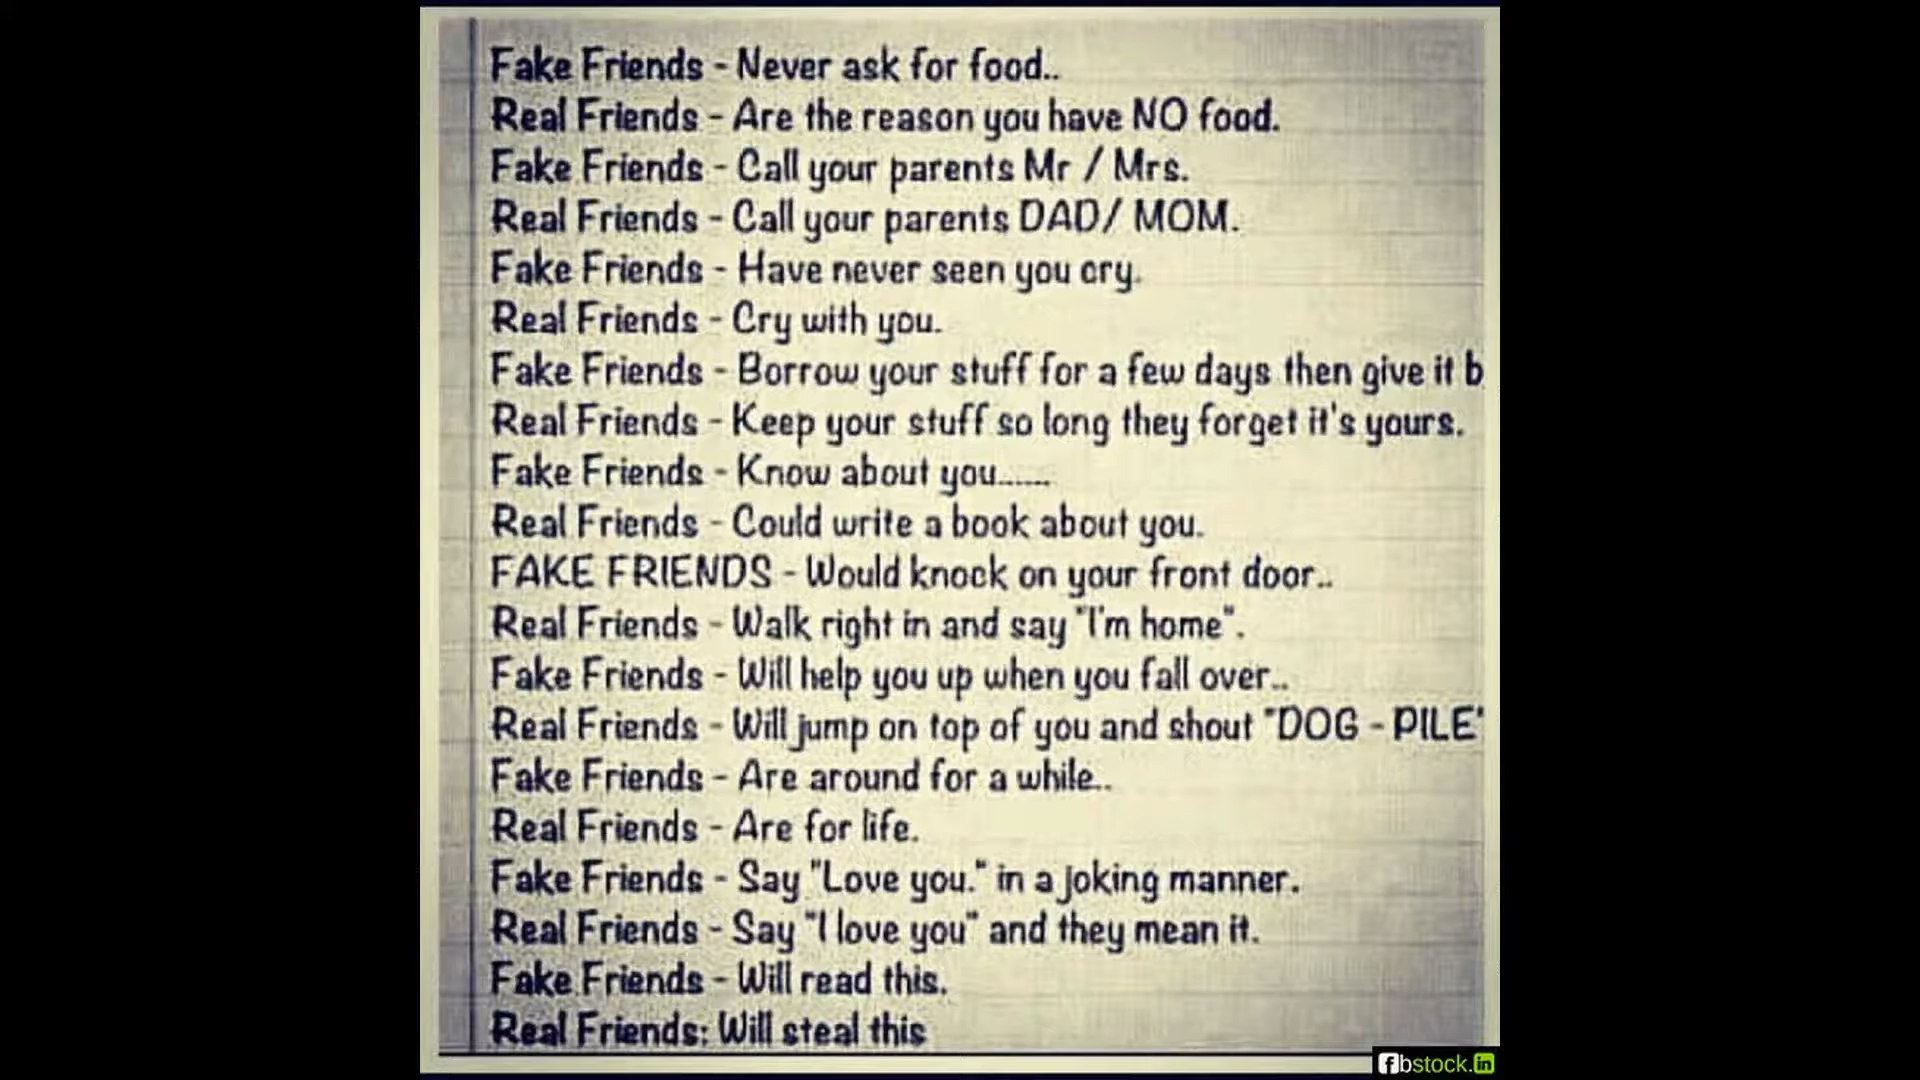 Fake Friends - Never ask for food..
Real Friends - Are the reason you have NO food.
Fake Friends - Call your parents Mr / Mrs.
Real Friends - Call your parents DAD/ MOM.
Fake Friends - Have never seen you cry.
Real Friends - Cry with you.
Fake Friends - Borrow your stuff for a few days then give it b
Real Friends - Keep your stuff so long they forget it's yours.
Fake Friends - Know about you......
Real Friends - Could write a book about you.
FAKE FRIENDS - Would knock on your front door..
Real Friends - Walk right in and say "I'm home".
Fake Friends - Will help you up when you fall over..
Real Friends - Will jump on top of you and shout "DOG - PILE"
Fake Friends - Are around for a while..
Real Friends - Are for life.
Fake Friends - Say "Love you." in a joking manner.
Real Friends - Say "I love you" and they mean it.
Fake Friends - Will read this.
Real Friends: Will steal this
fbstock.in